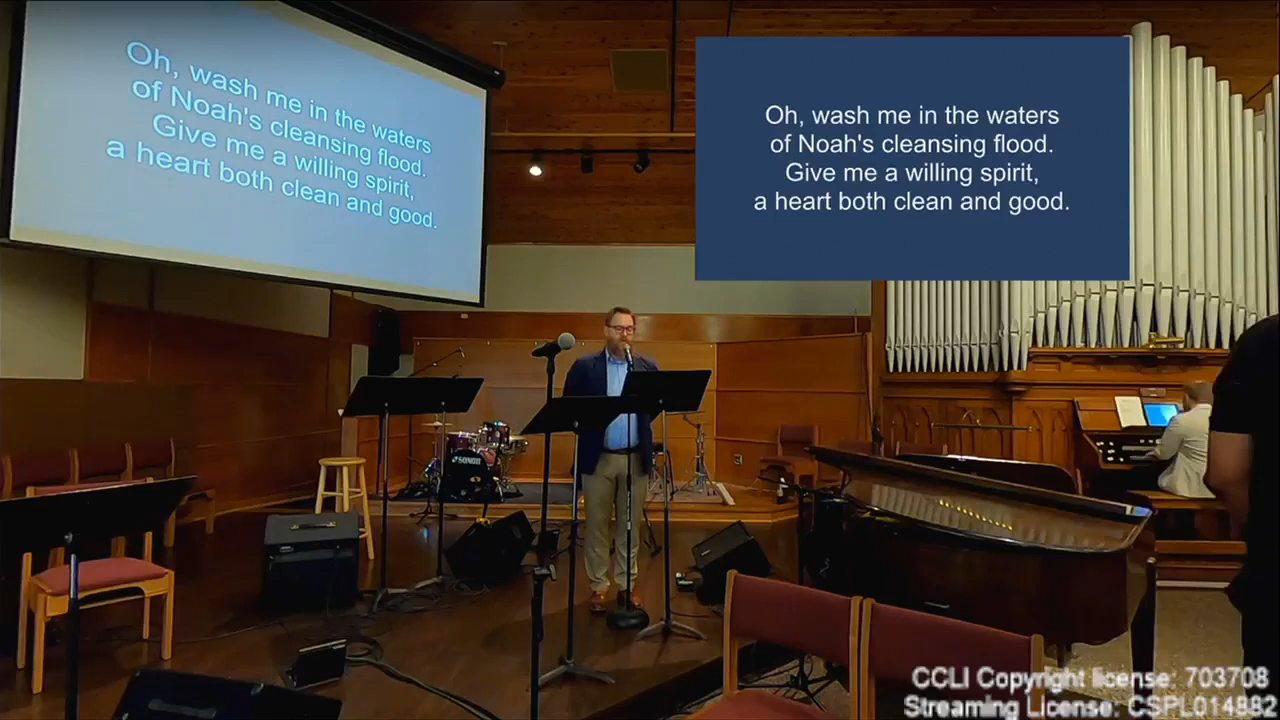 Oh, wash me in the waters
of Noah's cleansing flood.
Give me a willing spirit,
a heart both clean and good.
Oh, wash me in the waters
of Noah's cleansing flood.
Give me a willing spirit,
a heart both clean and good.
SONOR
CCLI Copyright license: 703708
Streaming License: CSPL014882